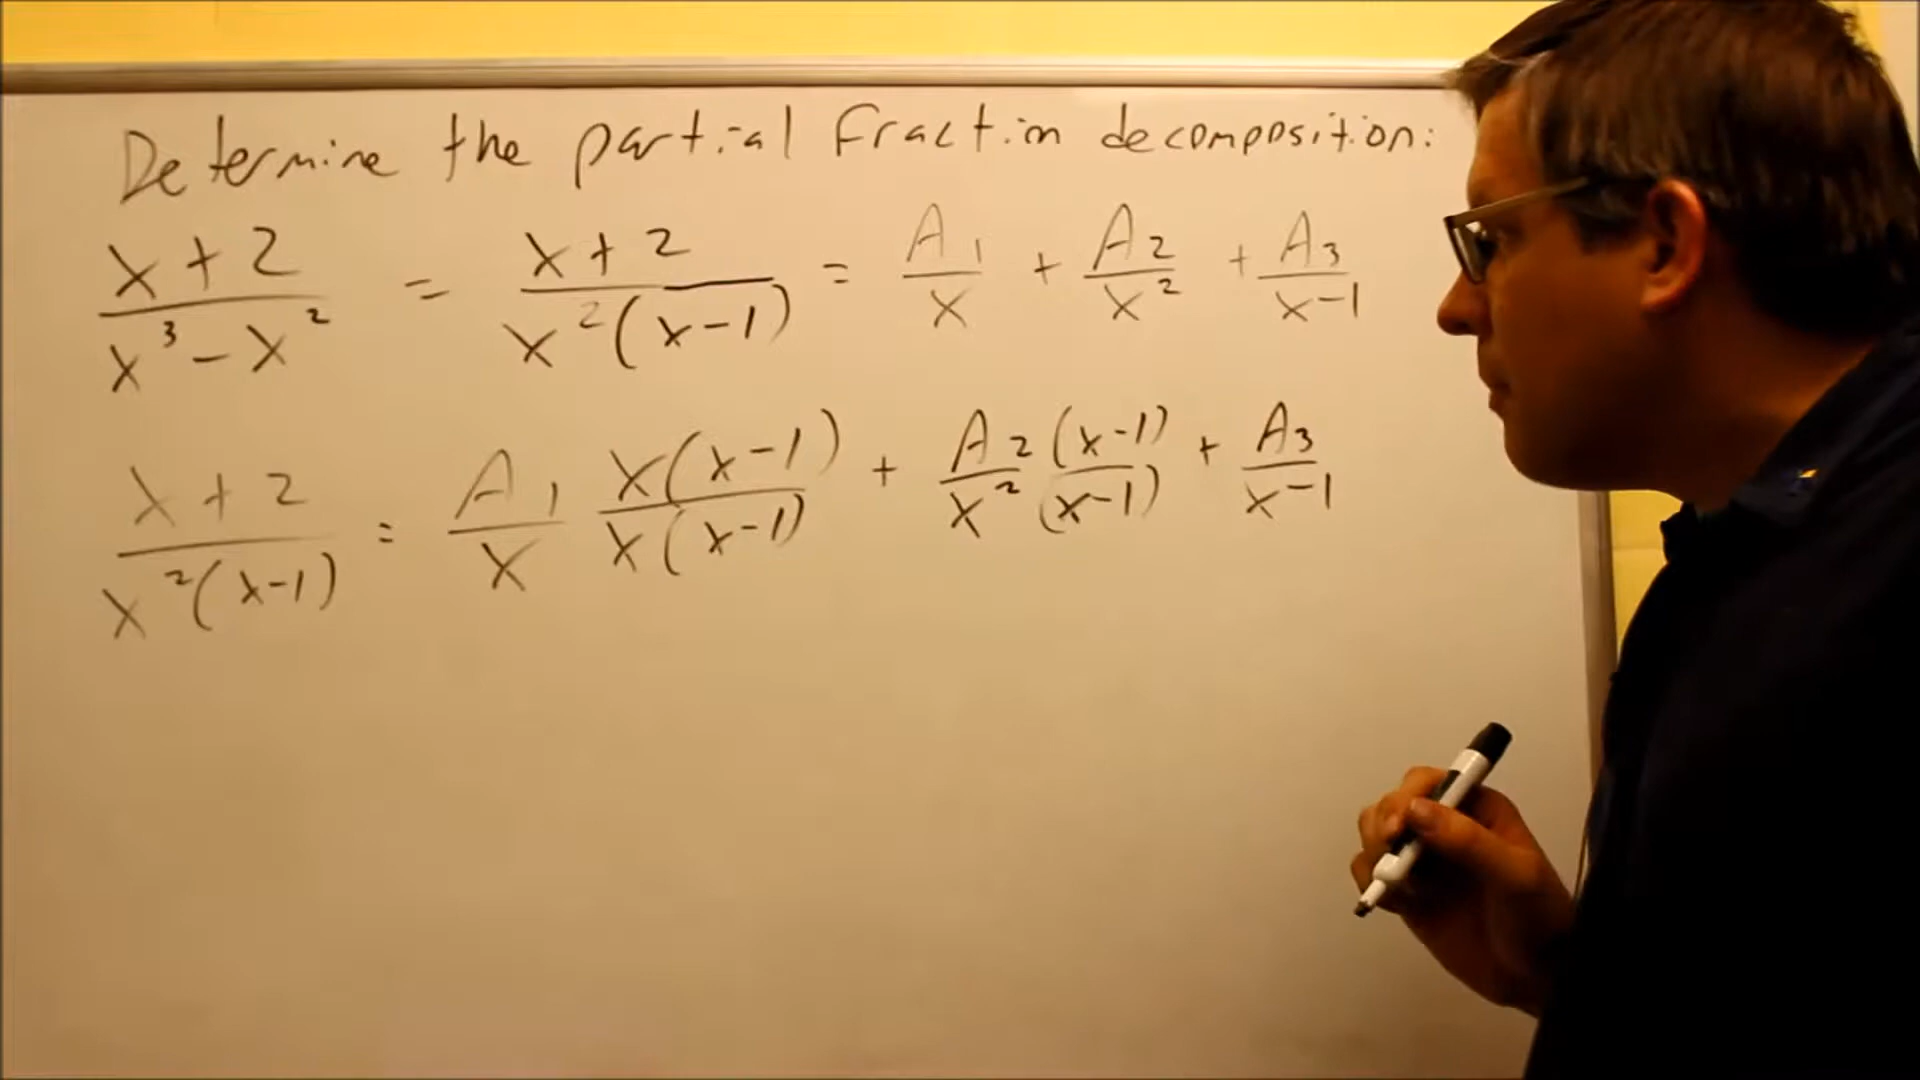 Determine the partial fraction decomposition:
x + 2 / x³ - x² = x + 2 / x²(x-1) = A₁ / x + A₂ / x² + A₃ / x-1
x + 2 / x²(x-1) = A₁ / x x(x-1) / x(x-1) + A₂ / x² (x-1) / (x-1) + A₃ / x-1